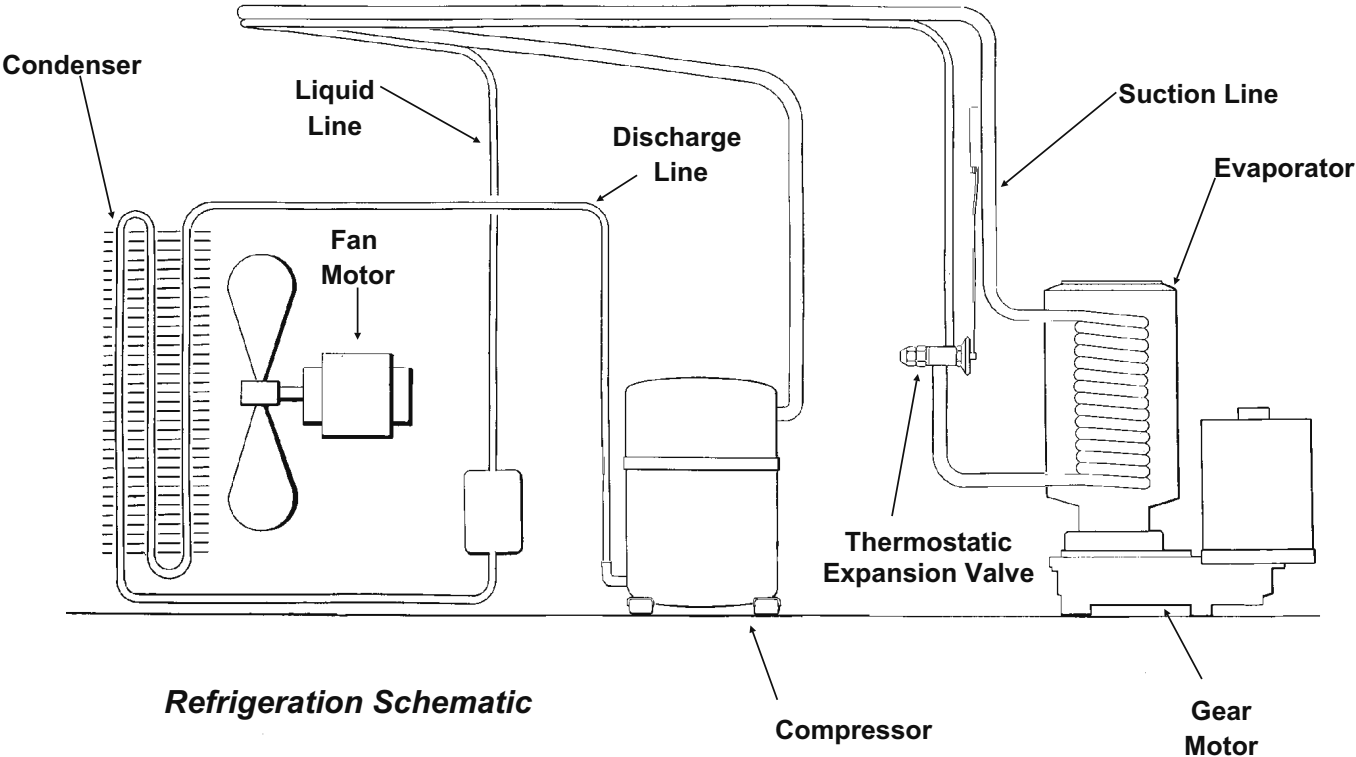 Condenser
Liquid
Line
Discharge
Line
Suction Line
Evaporator
Fan
Motor
Thermostatic
Expansion Valve
Refrigeration Schematic
Compressor
Gear
Motor